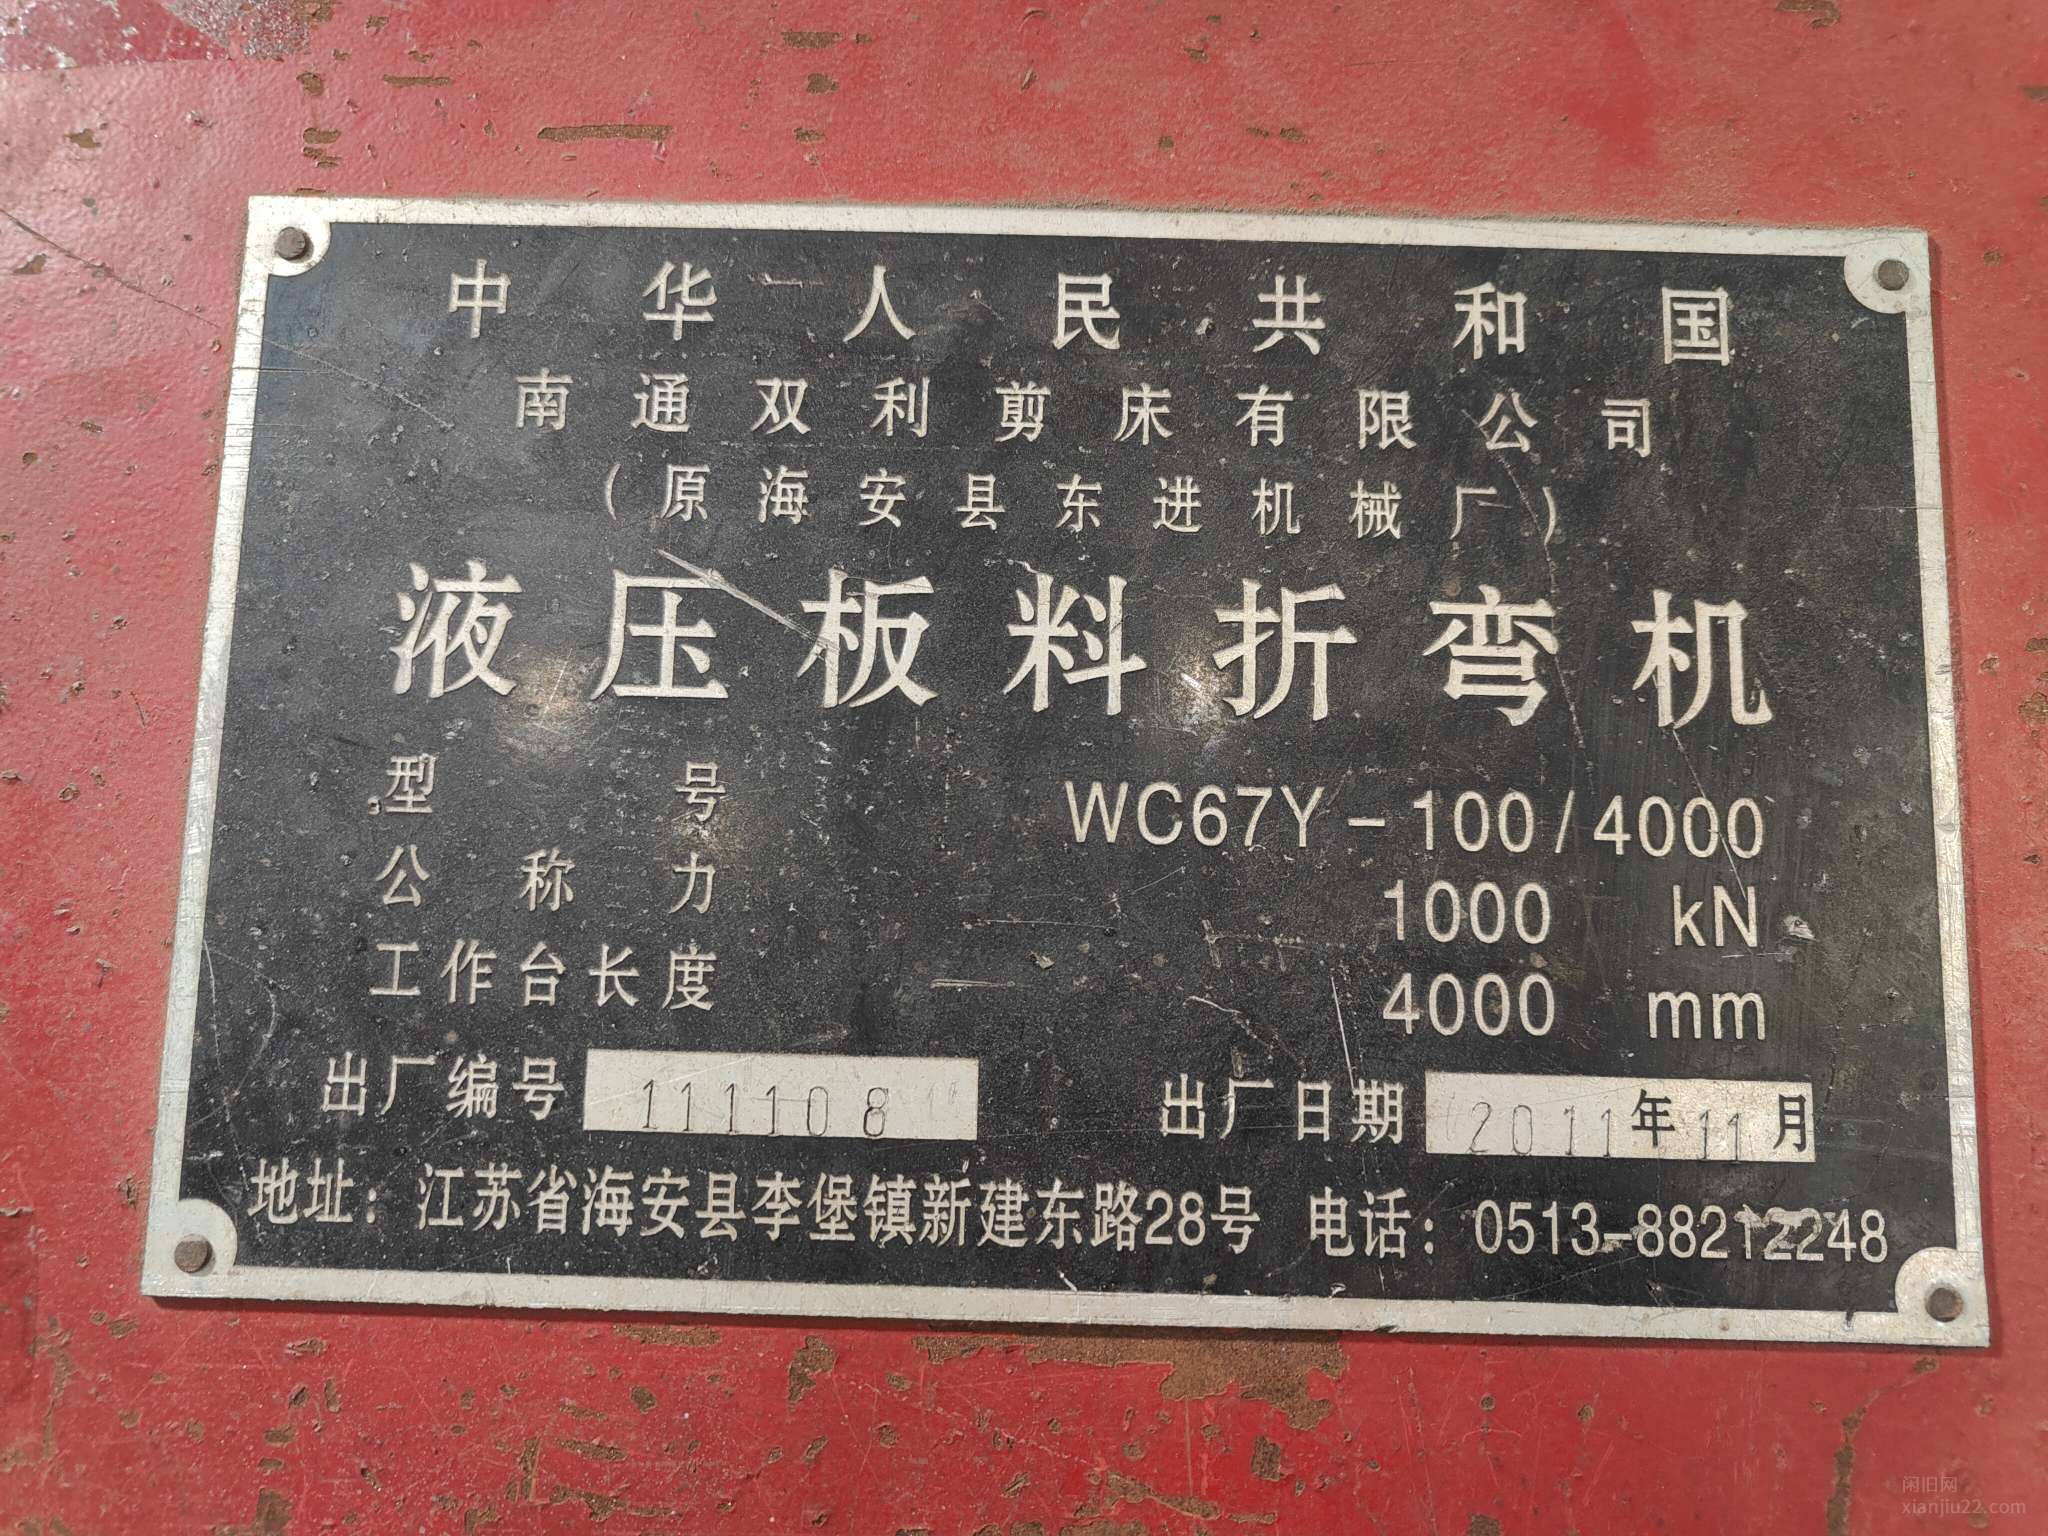 中华人民共和国
南通双利剪床有限公司
（原海安县东进机械厂）
液压板料折弯机
型号 WC67Y-100/4000
公称力 1000 kN
工作台长度 4000 mm
出厂编号 111108 出厂日期 2011年11月
地址：江苏省海安县李堡镇新建东路28号 电话：0513-88212248
闲旧网
xianjiu22.com